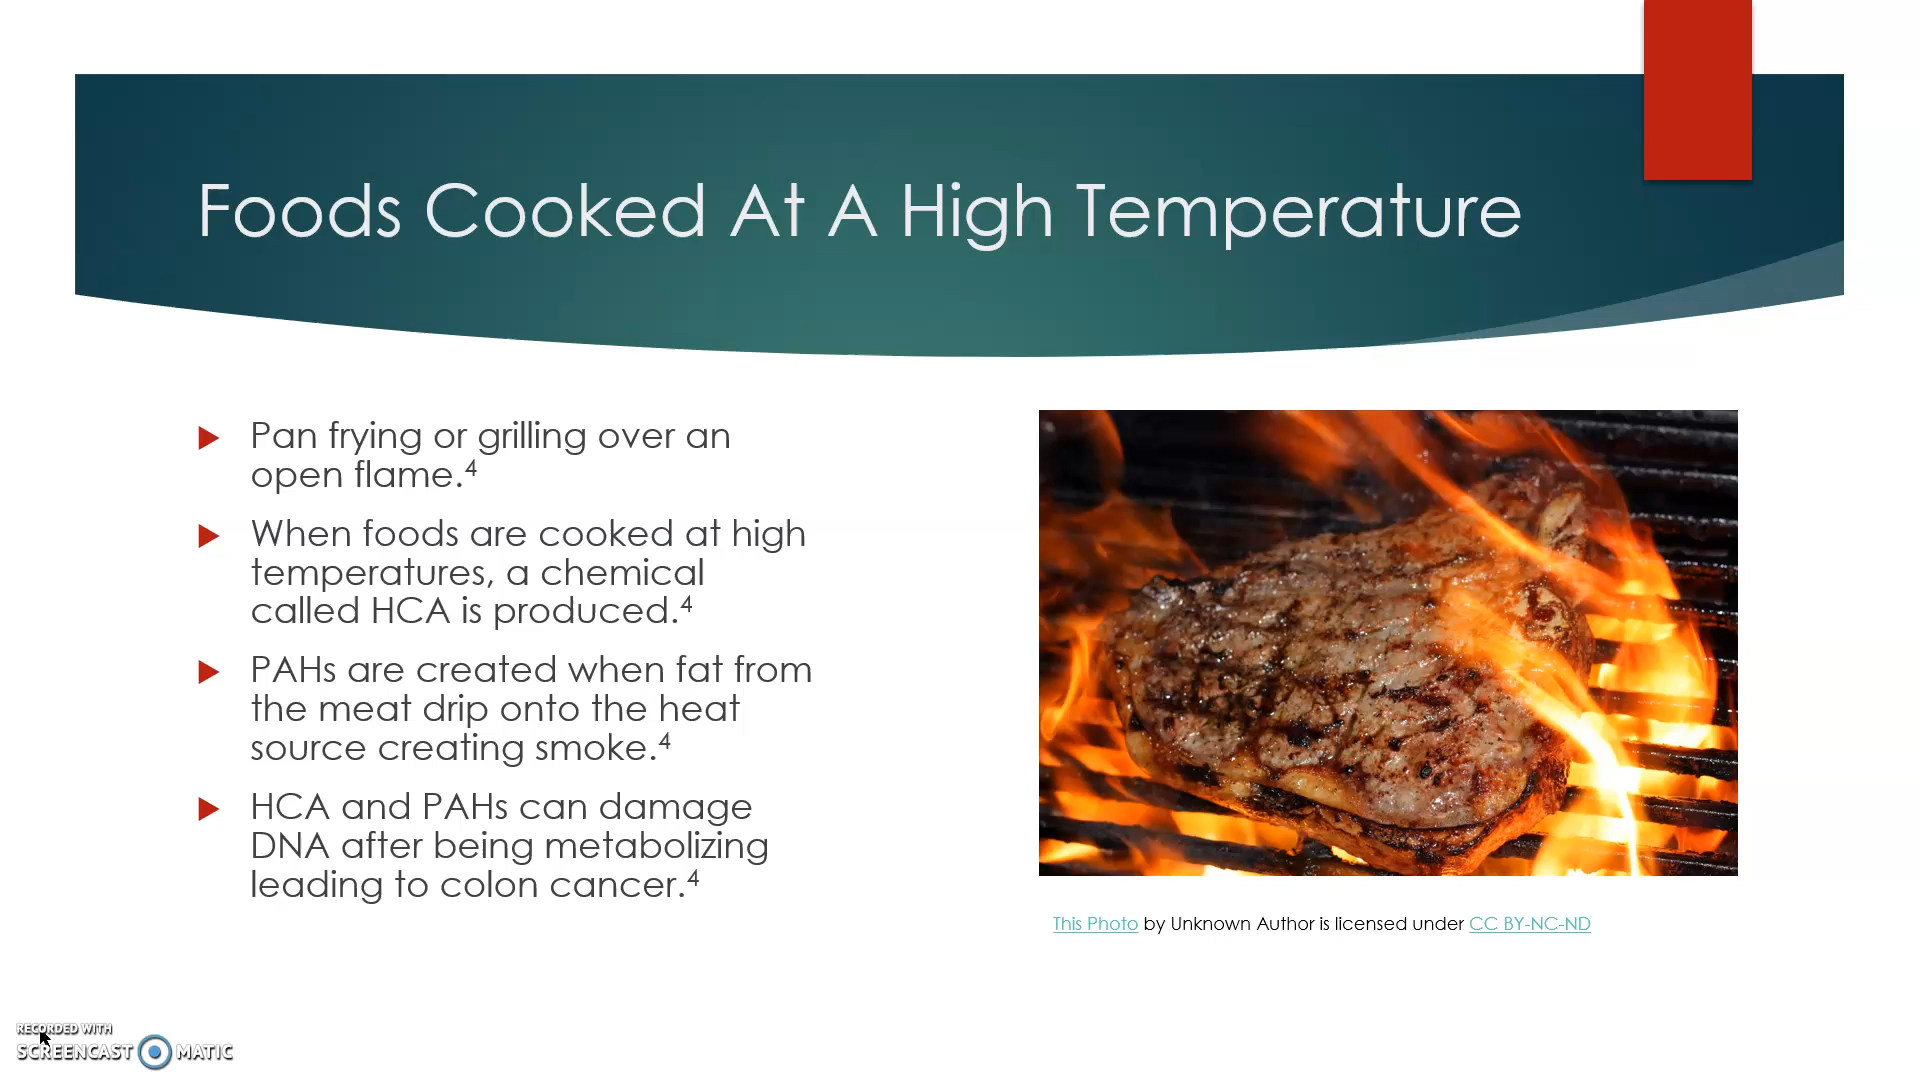 Foods Cooked At A High Temperature
Pan frying or grilling over an
open flame.⁴
When foods are cooked at high
temperatures, a chemical
called HCA is produced.⁴
PAHs are created when fat from
the meat drip onto the heat
source creating smoke.⁴
HCA and PAHs can damage
DNA after being metabolizing
leading to colon cancer.⁴
This Photo by Unknown Author is licensed under CC BY-NC-ND
RECORDED WITH
SCREENCAST MATIC